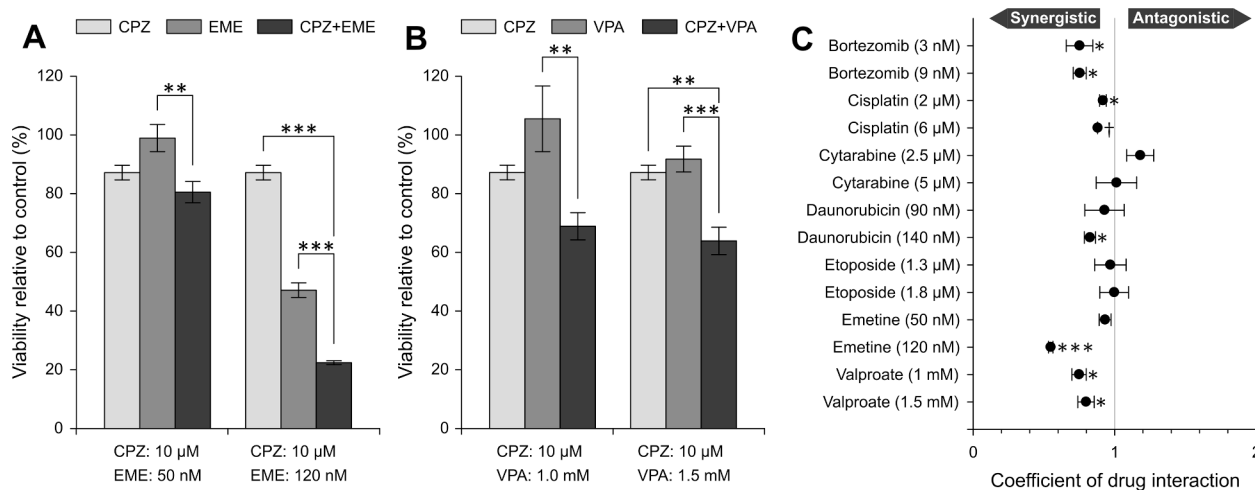 A
CPZ EME CPZ+EME
Viability relative to control (%)
120
100
80
60
40
20
0
**
***
***
CPZ: 10 µM CPZ: 10 µM
EME: 50 nM EME: 120 nM
B
CPZ VPA CPZ+VPA
Viability relative to control (%)
120
100
80
60
40
20
0
**
**
***
CPZ: 10 µM CPZ: 10 µM
VPA: 1.0 mM VPA: 1.5 mM
C
Synergistic Antagonistic
Bortezomib (3 nM) *
Bortezomib (9 nM) *
Cisplatin (2 µM) *
Cisplatin (6 µM) †
Cytarabine (2.5 µM)
Cytarabine (5 µM)
Daunorubicin (90 nM)
Daunorubicin (140 nM) *
Etoposide (1.3 µM)
Etoposide (1.8 µM)
Emetine (50 nM)
Emetine (120 nM) ***
Valproate (1 mM) *
Valproate (1.5 mM) *
0 1 2
Coefficient of drug interaction